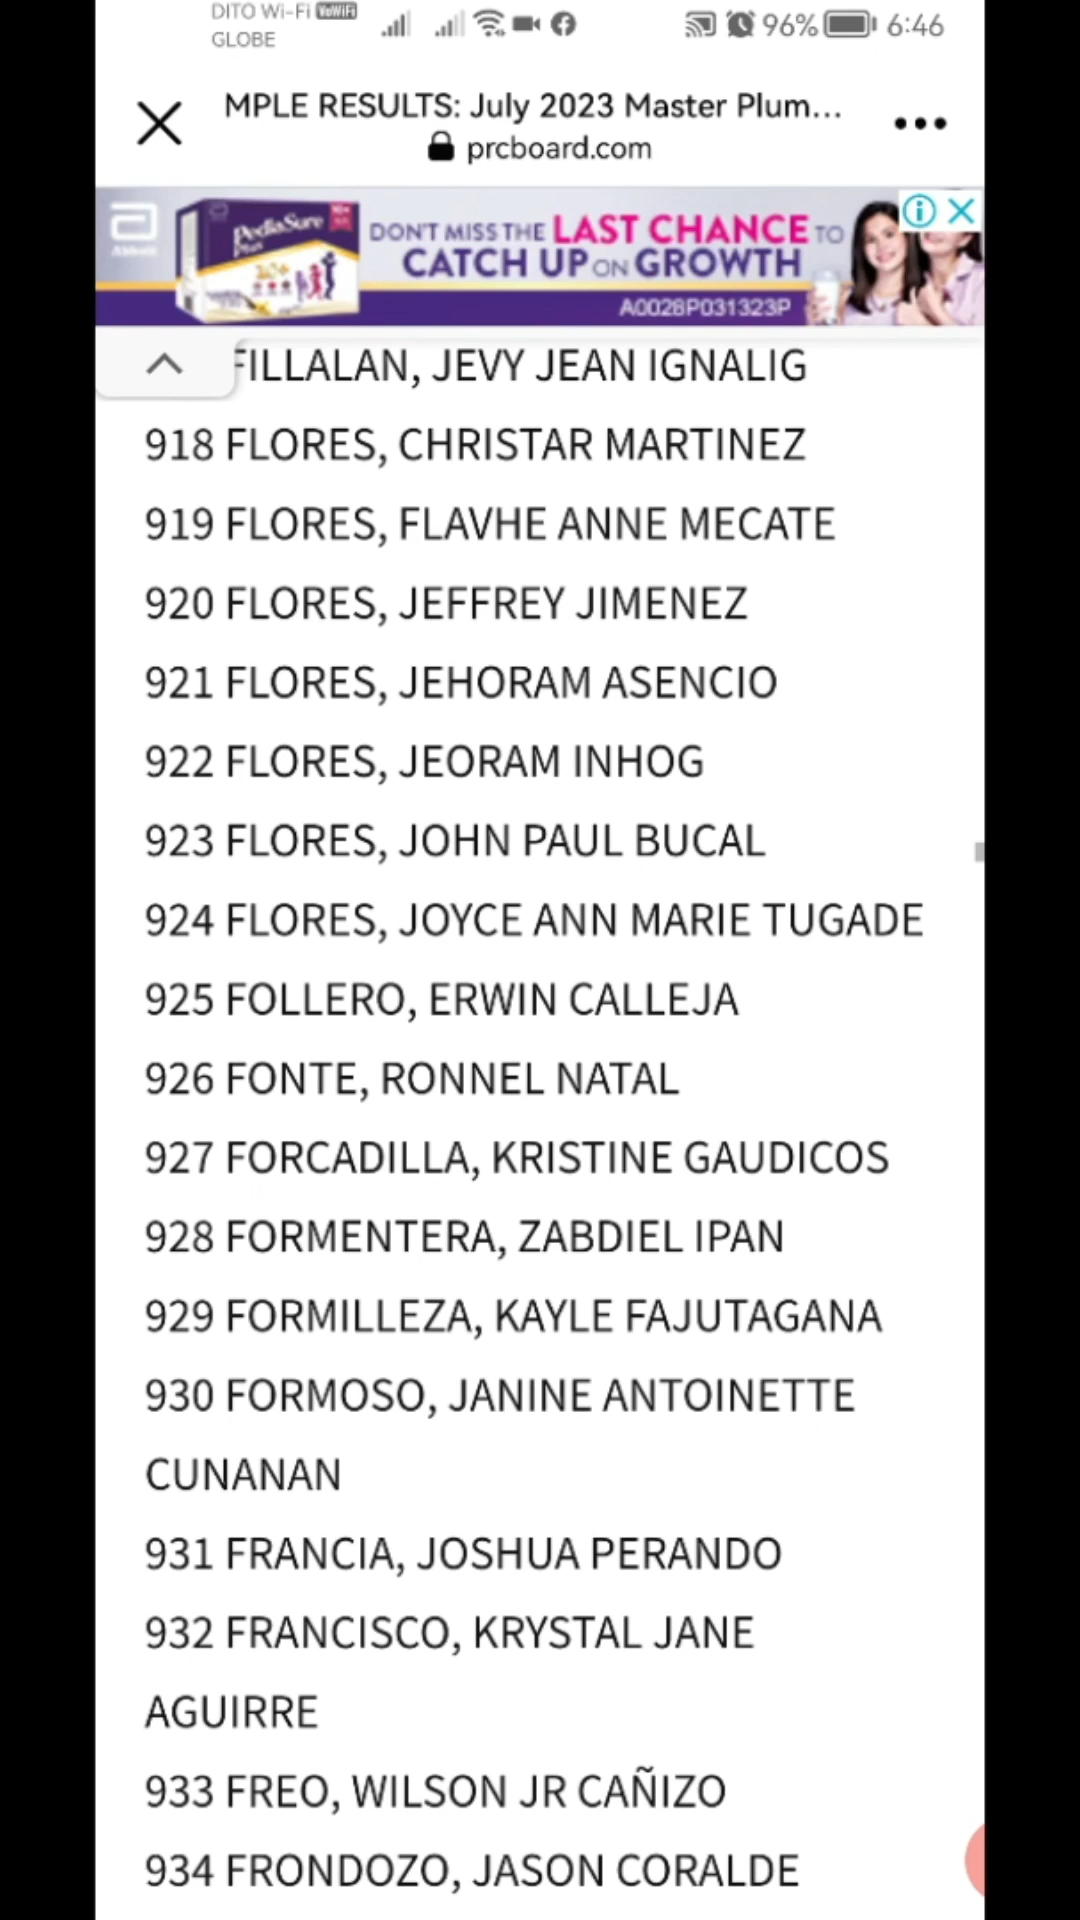 DITO Wi-Fi VoWiFi
GLOBE
96% 6:46
MPLE RESULTS: July 2023 Master Plum...
prcboard.com
Abbott
PediaSure
Plus
DON'T MISS THE LAST CHANCE TO
CATCH UP ON GROWTH
A0028P031323P
FILLALAN, JEVY JEAN IGNALIG
918 FLORES, CHRISTAR MARTINEZ
919 FLORES, FLAVHE ANNE MECATE
920 FLORES, JEFFREY JIMENEZ
921 FLORES, JEHORAM ASENCIO
922 FLORES, JEORAM INHOG
923 FLORES, JOHN PAUL BUCAL
924 FLORES, JOYCE ANN MARIE TUGADE
925 FOLLERO, ERWIN CALLEJA
926 FONTE, RONNEL NATAL
927 FORCADILLA, KRISTINE GAUDICOS
928 FORMENTERA, ZABDIEL IPAN
929 FORMILLEZA, KAYLE FAJUTAGANA
930 FORMOSO, JANINE ANTOINETTE
CUNANAN
931 FRANCIA, JOSHUA PERANDO
932 FRANCISCO, KRYSTAL JANE
AGUIRRE
933 FREO, WILSON JR CAÑIZO
934 FRONDOZO, JASON CORALDE